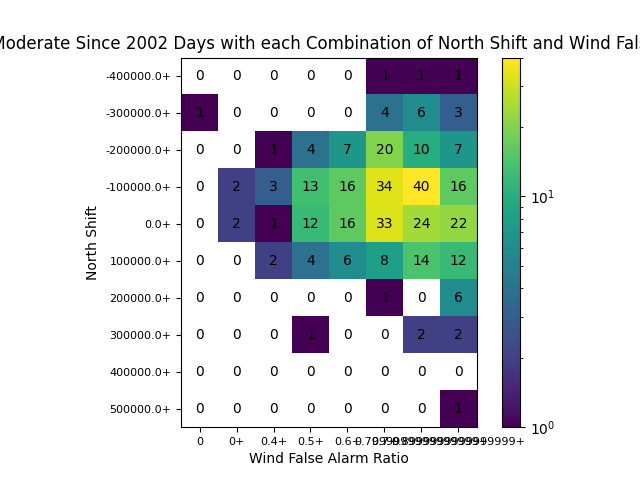 Moderate Since 2002 Days with each Combination of North Shift and Wind Fal
-400000.0+ 0 0 0 0 0 1 1 1
-300000.0+ 1 0 0 0 0 4 6 3
-200000.0+ 0 0 1 4 7 20 10 7
-100000.0+ 0 2 3 13 16 34 40 16
0.0+ 0 2 1 12 16 33 24 22
100000.0+ 0 0 2 4 6 8 14 12
200000.0+ 0 0 0 0 0 1 0 6
300000.0+ 0 0 0 1 0 0 2 2
400000.0+ 0 0 0 0 0 0 0 0
500000.0+ 0 0 0 0 0 0 0 1
0 0+ 0.4+ 0.5+ 0.6+
Wind False Alarm Ratio
North Shift
10¹
10⁰